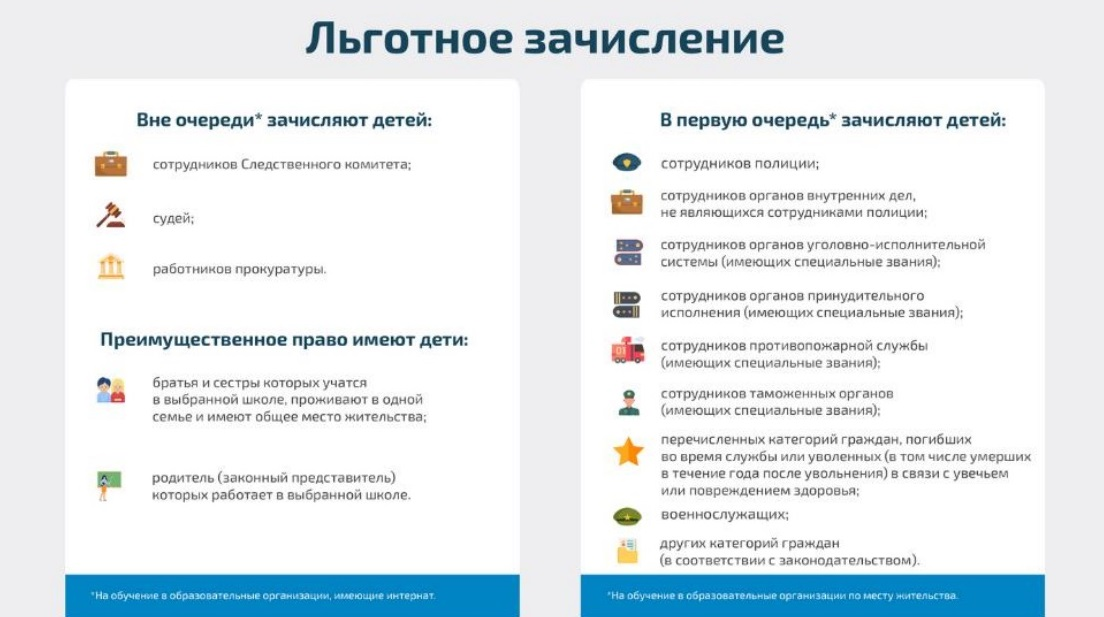 Льготное зачисление
Вне очереди* зачисляют детей:
сотрудников Следственного комитета;
судей;
работников прокуратуры.
Преимущественное право имеют дети:
братья и сестры которых учатся
в выбранной школе, проживают в одной
семье и имеют общее место жительства;
родитель (законный представитель)
которых работает в выбранной школе.
*На обучение в образовательные организации, имеющие интернат.
В первую очередь* зачисляют детей:
сотрудников полиции;
сотрудников органов внутренних дел,
не являющихся сотрудниками полиции;
сотрудников органов уголовно-исполнительной
системы (имеющих специальные звания);
сотрудников органов принудительного
исполнения (имеющих специальные звания);
01
сотрудников противопожарной службы
(имеющих специальные звания);
сотрудников таможенных органов
(имеющих специальные звания);
перечисленных категорий граждан, погибших
во время службы или уволенных (в том числе умерших
в течение года после увольнения) в связи с увечьем
или повреждением здоровья;
военнослужащих;
других категорий граждан
(в соответствии с законодательством).
*На обучение в образовательные организации по месту жительства.